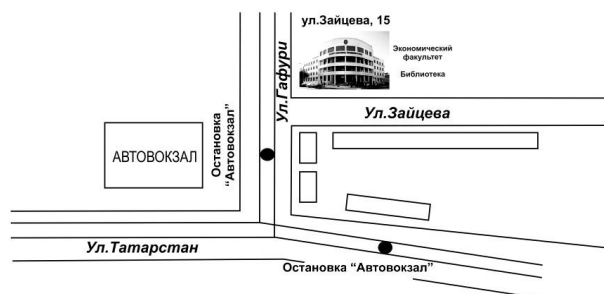 ул.Зайцева, 15
Экономический
факультет
Библиотека
Ул.Гафури
Ул.Зайцева
Остановка
"Автовокзал"
АВТОВОКЗАЛ
Ул.Татарстан
Остановка "Автовокзал"